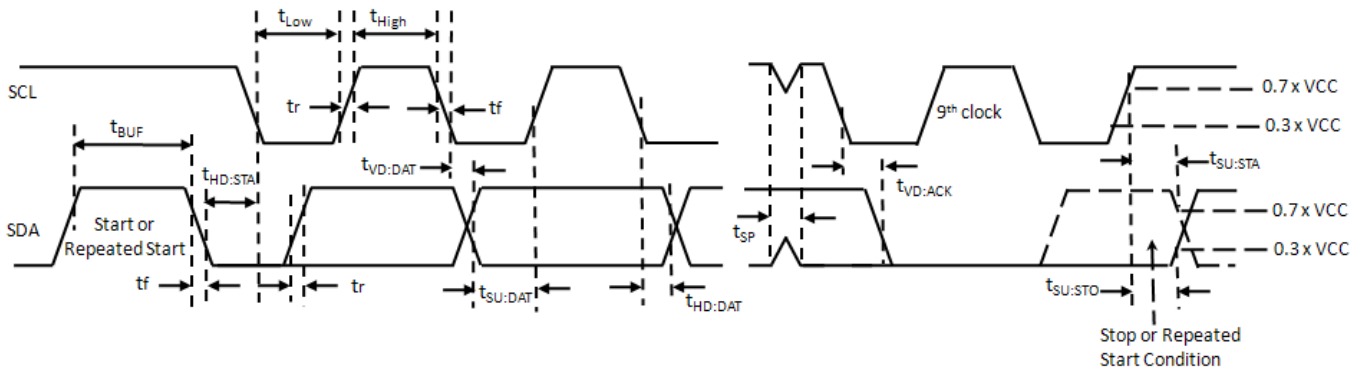 tLow
tHigh
SCL
tr
tf
9th clock
0.7 x VCC
0.3 x VCC
tBUF
tHD:STA
tVD:DAT
tVD:ACK
tSU:STA
SDA
Start or
Repeated Start
tSP
0.7 x VCC
0.3 x VCC
tf
tr
tSU:DAT
tHD:DAT
tSU:STO
Stop or Repeated
Start Condition